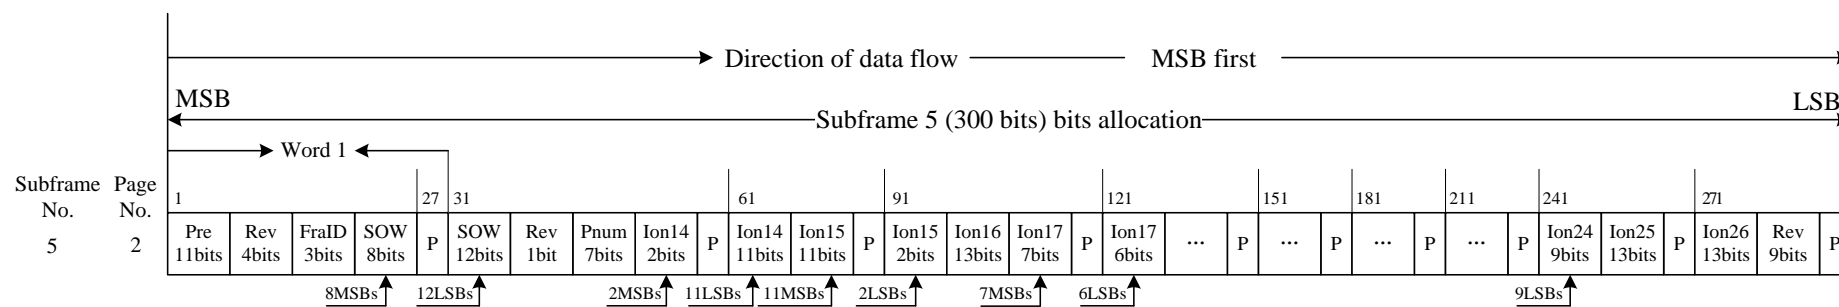 Direction of data flow MSB first
MSB LSB
Subframe 5 (300 bits) bits allocation
Word 1
Subframe No. Page No. 1 27 31 61 91 121 151 181 211 241 271
5 2 Pre 11bits Rev 4bits FraID 3bits SOW 8bits P SOW 12bits Rev 1bit Pnum 7bits Ion14 2bits P Ion14 11bits Ion15 11bits P Ion15 2bits Ion16 13bits Ion17 7bits P Ion17 6bits ... P ... P ... P ... P Ion24 9bits Ion25 13bits P Ion26 13bits Rev 9bits P
8MSBs 12LSBs 2MSBs 11LSBs 11MSBs 2LSBs 7MSBs 6LSBs 9LSBs